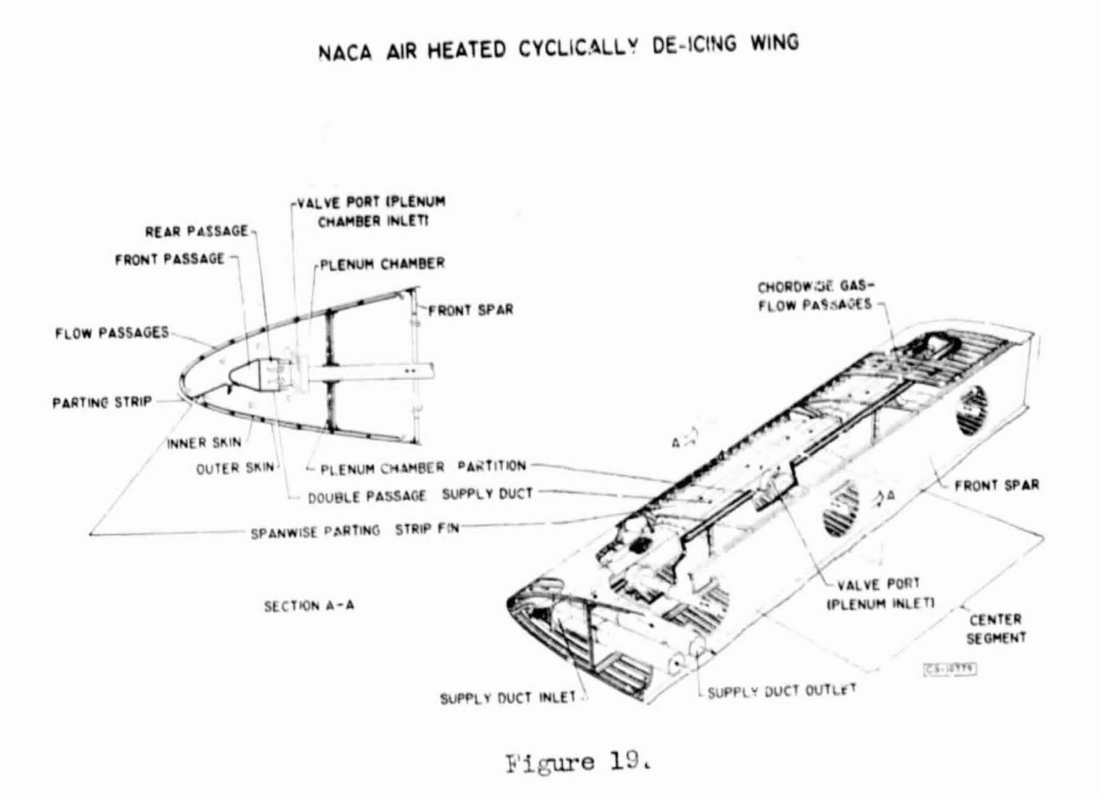 NACA AIR HEATED CYCLICALLY DE-ICING WING
VALVE PORT (PLENUM
CHAMBER INLET)
REAR PASSAGE
FRONT PASSAGE
PLENUM CHAMBER
FRONT SPAR
FLOW PASSAGES
PARTING STRIP
INNER SKIN
OUTER SKIN
PLENUM CHAMBER PARTITION
DOUBLE PASSAGE SUPPLY DUCT
SPANWISE PARTING STRIP FIN
SECTION A-A
CHORDWISE GAS-
FLOW PASSAGES
A
A
FRONT SPAR
VALVE PORT
(PLENUM INLET)
CENTER
SEGMENT
SUPPLY DUCT INLET
SUPPLY DUCT OUTLET
Figure 19.